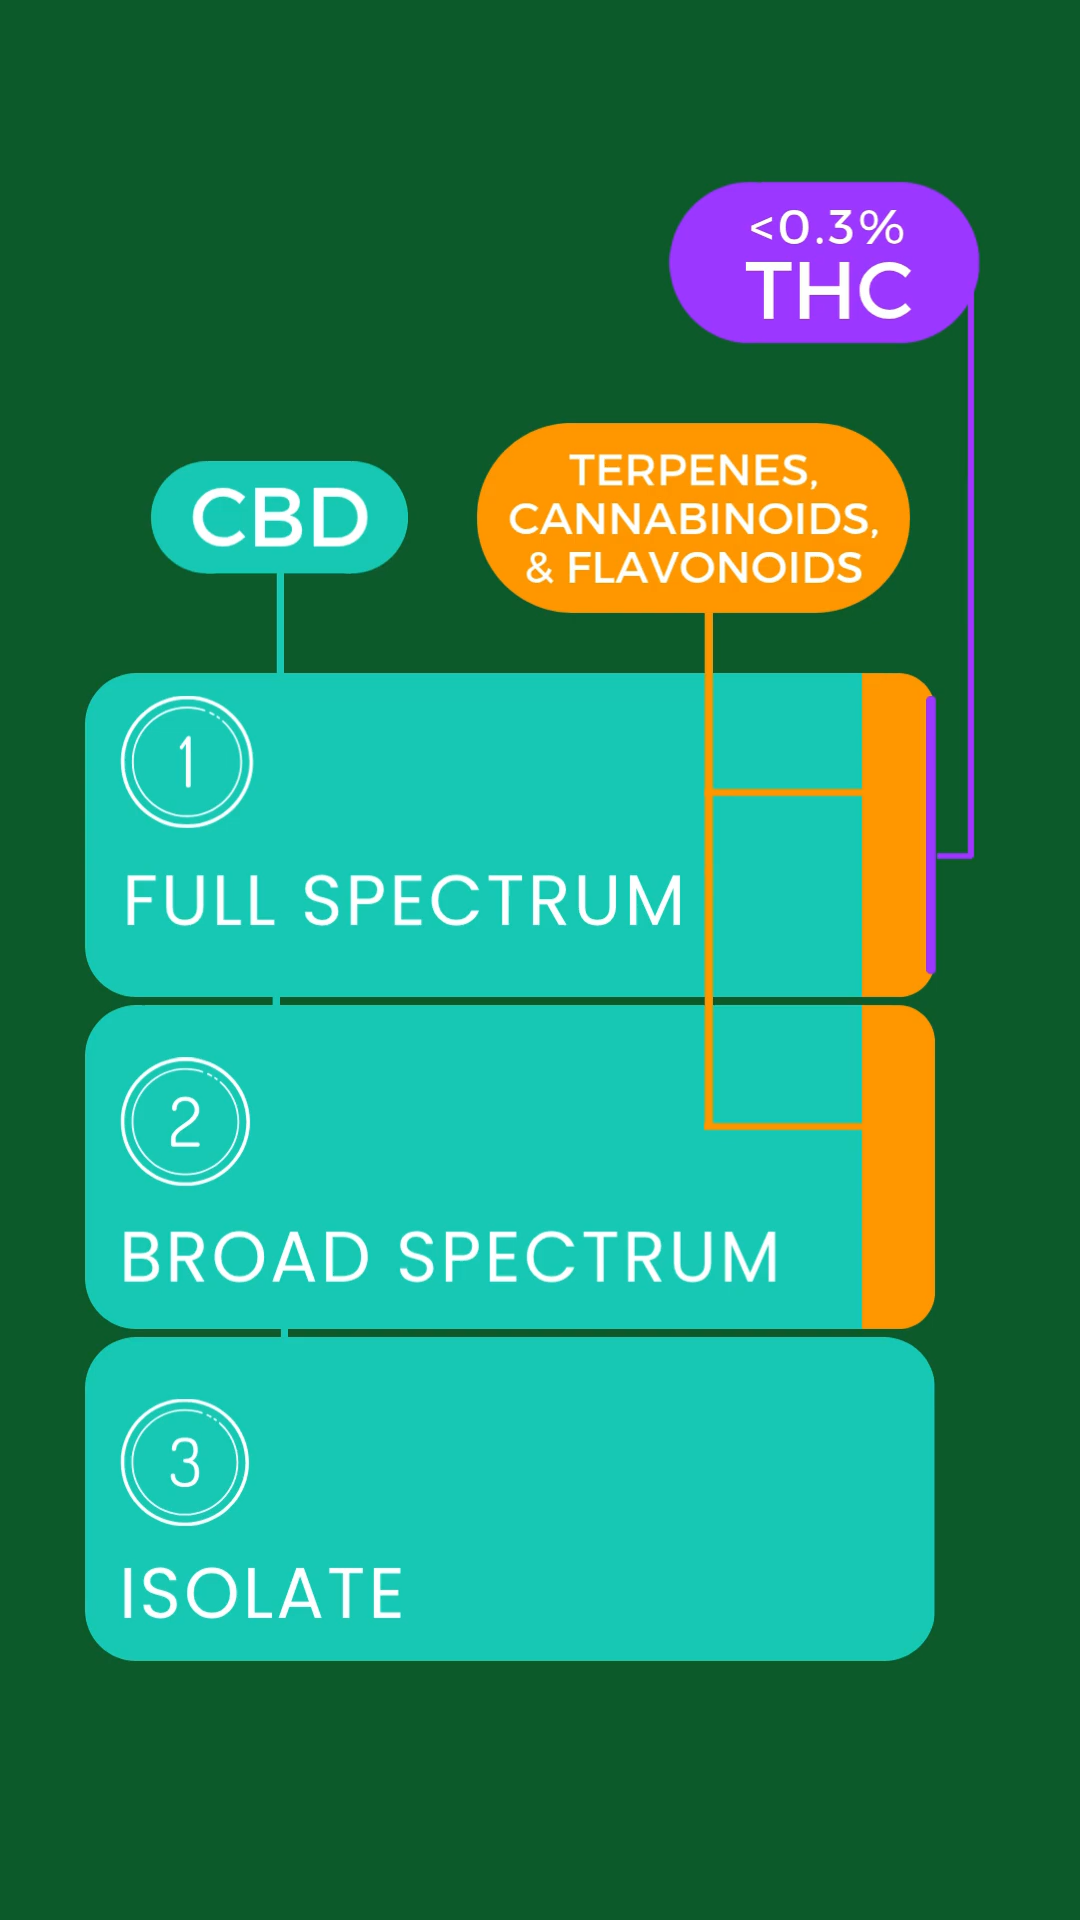 <0.3%
THC
CBD
TERPENES,
CANNABINOIDS,
& FLAVONOIDS
1
FULL SPECTRUM
2
BROAD SPECTRUM
3
ISOLATE